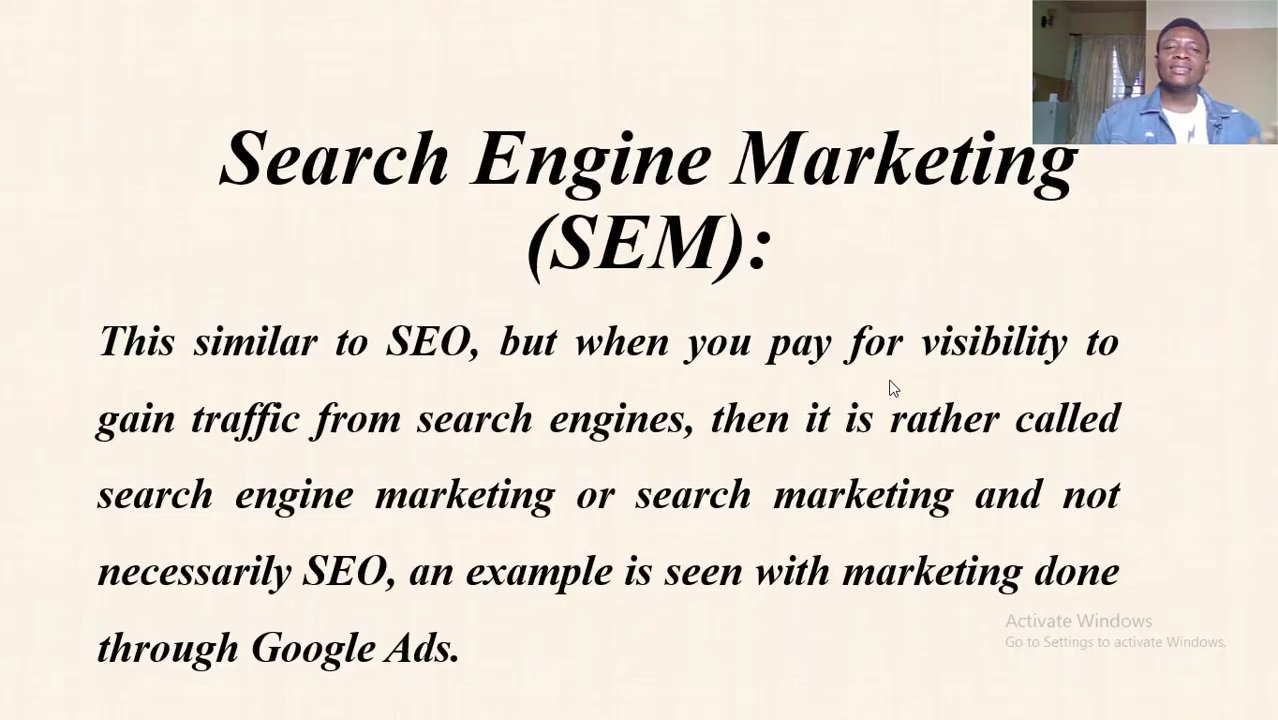 Search Engine Marketing
(SEM):
This similar to SEO, but when you pay for visibility to
gain traffic from search engines, then it is rather called
search engine marketing or search marketing and not
necessarily SEO, an example is seen with marketing done
through Google Ads.
Activate Windows
Go to Settings to activate Windows.